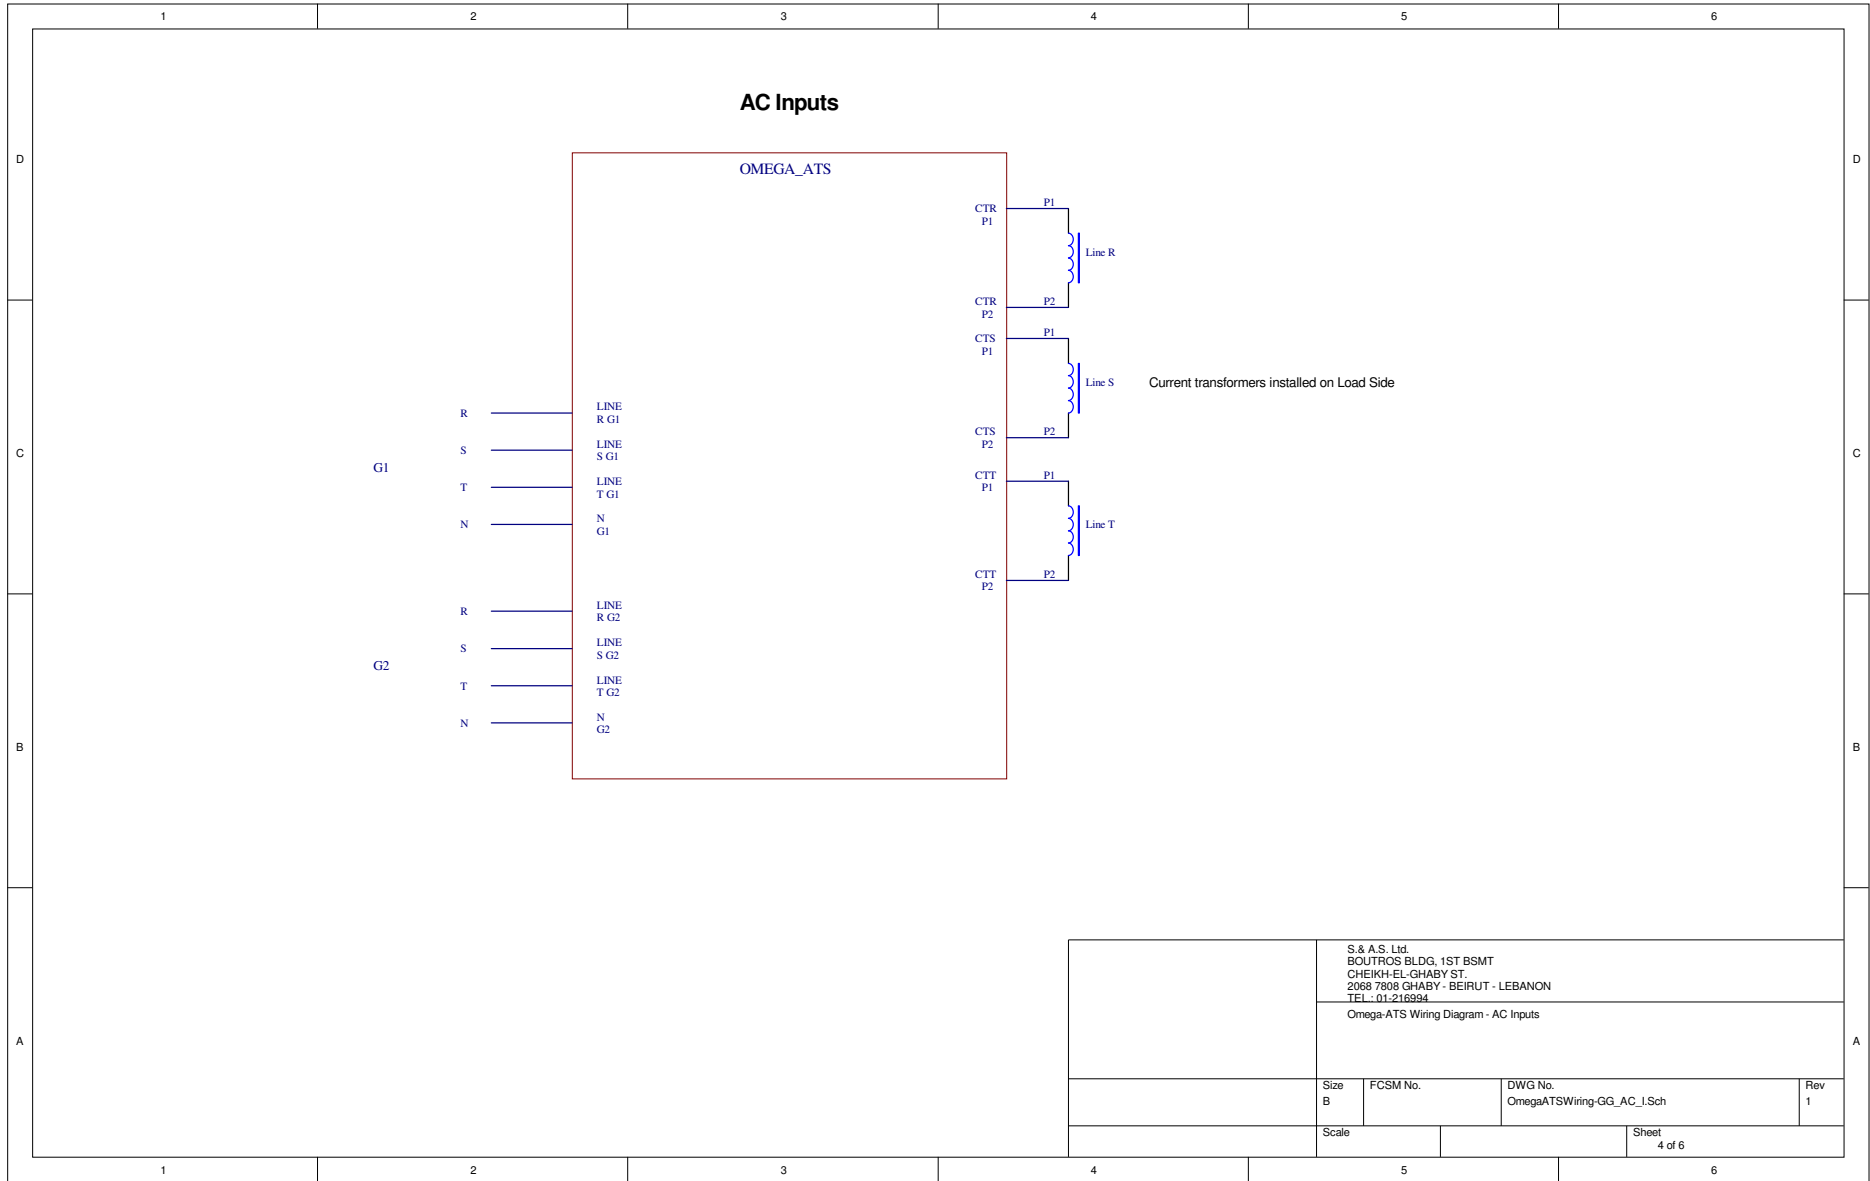 1 2 3 4 5 6
AC Inputs
D
D
OMEGA_ATS
CTR
P1
P1
Line R
CTR
P2
P2
CTS
P1
P1
Line S
Current transformers installed on Load Side
CTS
P2
P2
CTT
P1
P1
Line T
CTT
P2
P2
C
C
G1
R
LINE
R G1
S
LINE
S G1
T
LINE
T G1
N
N
G1
G2
R
LINE
R G2
S
LINE
S G2
T
LINE
T G2
N
N
G2
B
B
A
A
S.& A.S. Ltd.
BOUTROS BLDG, 1ST BSMT
CHEIKH-EL-GHABY ST.
2068 7808 GHABY - BEIRUT - LEBANON
TEL.: 01-216994
Omega-ATS Wiring Diagram - AC Inputs
Size
B
FCSM No.
DWG No.
OmegaATSWiring-GG_AC_I.Sch
Rev
1
Scale
Sheet
4 of 6
1 2 3 4 5 6